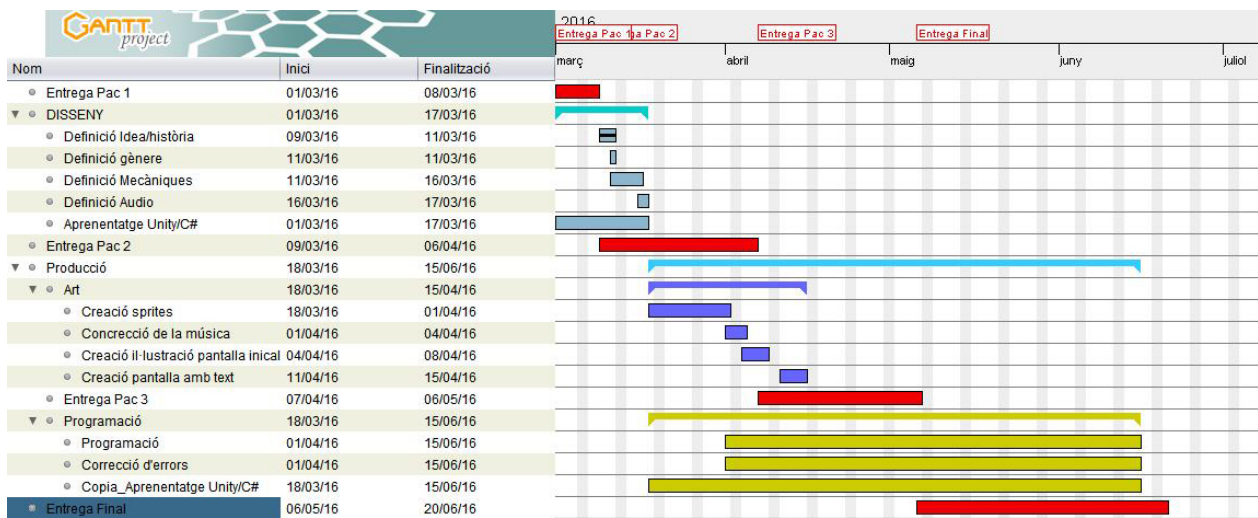 GANTT
project
2016
Entrega Pac 1 ga Pac 2 Entrega Pac 3 Entrega Final
Nom Inici Finalització març abril maig juny juliol
Entrega Pac 1 01/03/16 08/03/16
DISSENY 01/03/16 17/03/16
Definició Idea/història 09/03/16 11/03/16
Definició gènere 11/03/16 11/03/16
Definició Mecàniques 11/03/16 16/03/16
Definició Audio 16/03/16 17/03/16
Aprenentatge Unity/C# 01/03/16 17/03/16
Entrega Pac 2 09/03/16 06/04/16
Producció 18/03/16 15/06/16
Art 18/03/16 15/04/16
Creació sprites 18/03/16 01/04/16
Concrecció de la música 01/04/16 04/04/16
Creació il·lustració pantalla inical 04/04/16 08/04/16
Creació pantalla amb text 11/04/16 15/04/16
Entrega Pac 3 07/04/16 06/05/16
Programació 18/03/16 15/06/16
Programació 01/04/16 15/06/16
Correcció d'errors 01/04/16 15/06/16
Copia_Aprenentatge Unity/C# 18/03/16 15/06/16
Entrega Final 06/05/16 20/06/16